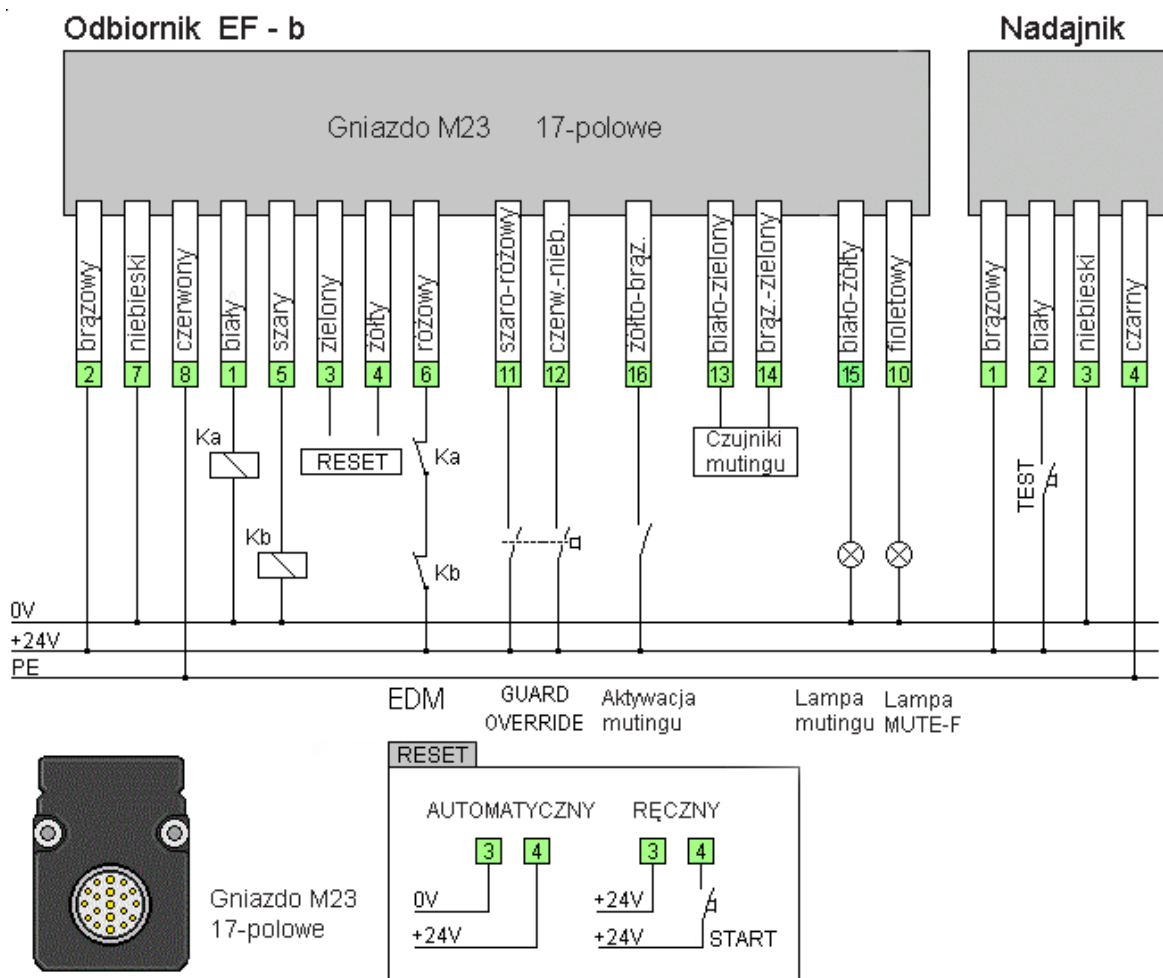 Odbiornik EF - b
Nadajnik
Gniazdo M23 17-polowe
brązowy
niebieski
czerwony
biały
szary
zielony
żółty
różowy
szaro-różowy
czerw.-nieb.
żółto-brąz.
biało-zielony
brąz.-zielony
biało-żółty
fioletowy
brązowy
biały
niebieski
czarny
2 7 8 1 5 3 4 6 11 12 16 13 14 15 10 1 2 3 4
Ka
RESET
Ka
Czujniki
mutingu
TEST
Kb
Kb
0V
+24V
PE
EDM
GUARD
OVERRIDE
Aktywacja
mutingu
Lampa
mutingu
Lampa
MUTE-F
RESET
AUTOMATYCZNY RĘCZNY
3 4 3 4
0V +24V
+24V +24V START
Gniazdo M23
17-polowe